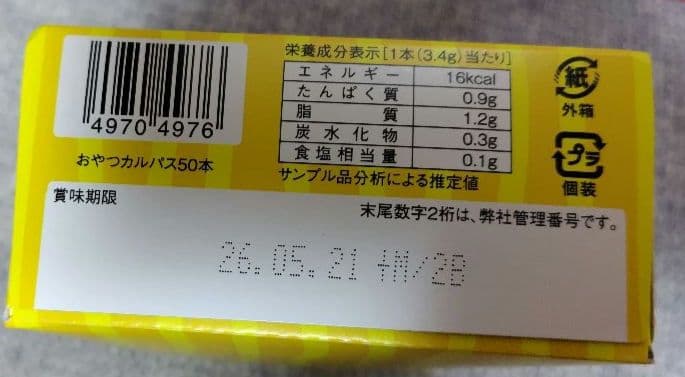 4970 4976
おやつカルパス50本
栄養成分表示[1本(3.4g)当たり]
エネルギー 16kcal
たんぱく質 0.9g
脂質 1.2g
炭水化物 0.3g
食塩相当量 0.1g
サンプル品分析による推定値
紙
外箱
プラ
個装
賞味期限
末尾数字2桁は、弊社管理番号です。
26.05.21